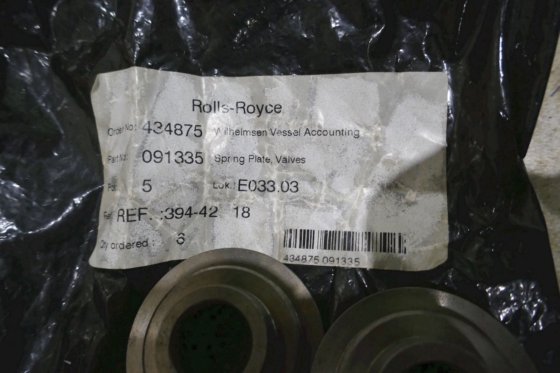 Rolls-Royce
Order No: 434875 Wilhelmsen Vessel Accounting
Part No: 091335 Spring Plate, Valves
5 Lok.: E033.03
REF. :394-42 18
Qty ordered :
434875 091335